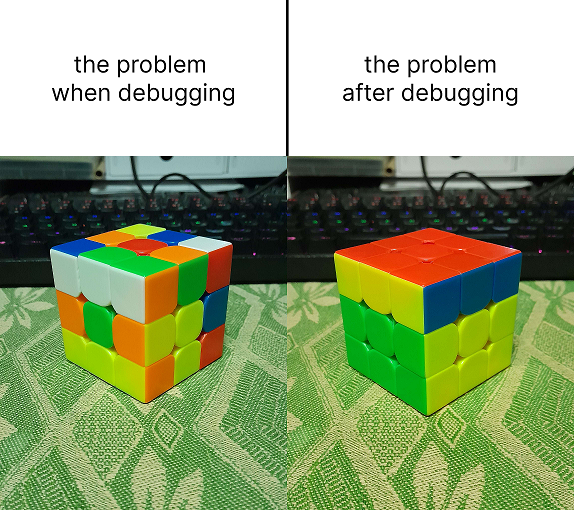 the problem
when debugging
the problem
after debugging